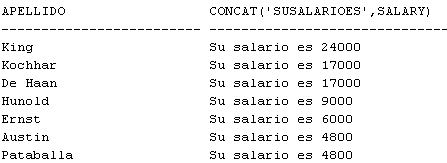 APELLIDO CONCAT('SUSALARIOES',SALARY)
------------------------- ------------------------------
King Su salario es 24000
Kochhar Su salario es 17000
De Haan Su salario es 17000
Hunold Su salario es 9000
Ernst Su salario es 6000
Austin Su salario es 4800
Pataballa Su salario es 4800